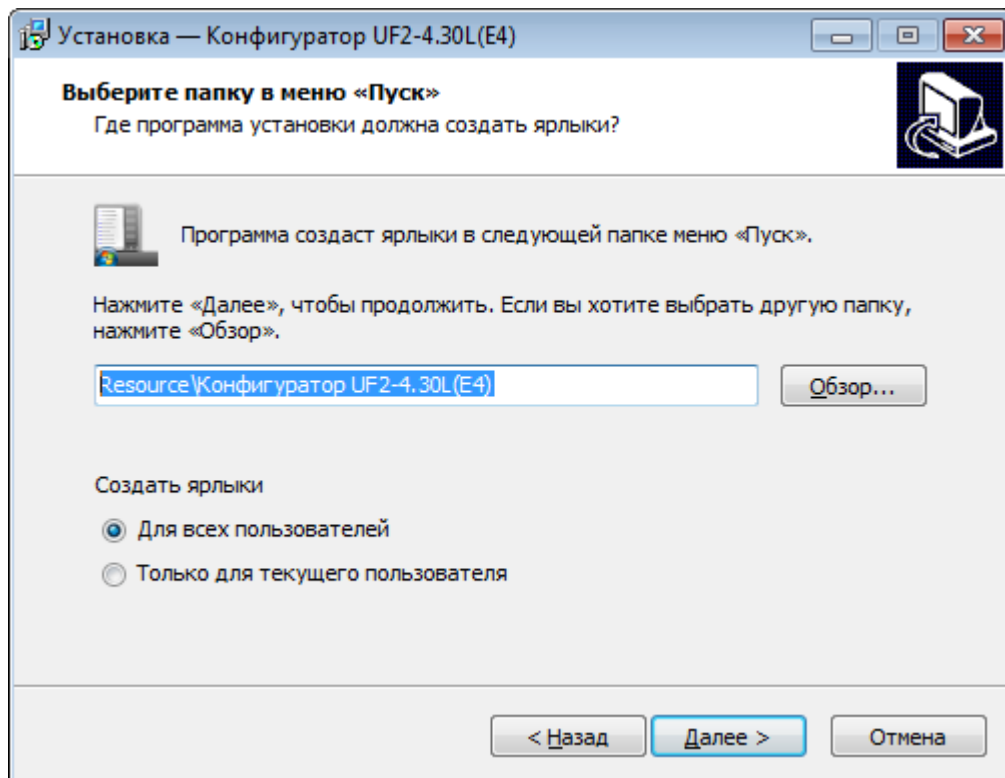 Установка — Конфигуратор UF2-4.30L(E4)
Выберите папку в меню «Пуск»
Где программа установки должна создать ярлыки?
Программа создаст ярлыки в следующей папке меню «Пуск».
Нажмите «Далее», чтобы продолжить. Если вы хотите выбрать другую папку,
нажмите «Обзор».
Resource\Конфигуратор UF2-4.30L(E4)
Обзор...
Создать ярлыки
Для всех пользователей
Только для текущего пользователя
< Назад
Далее >
Отмена